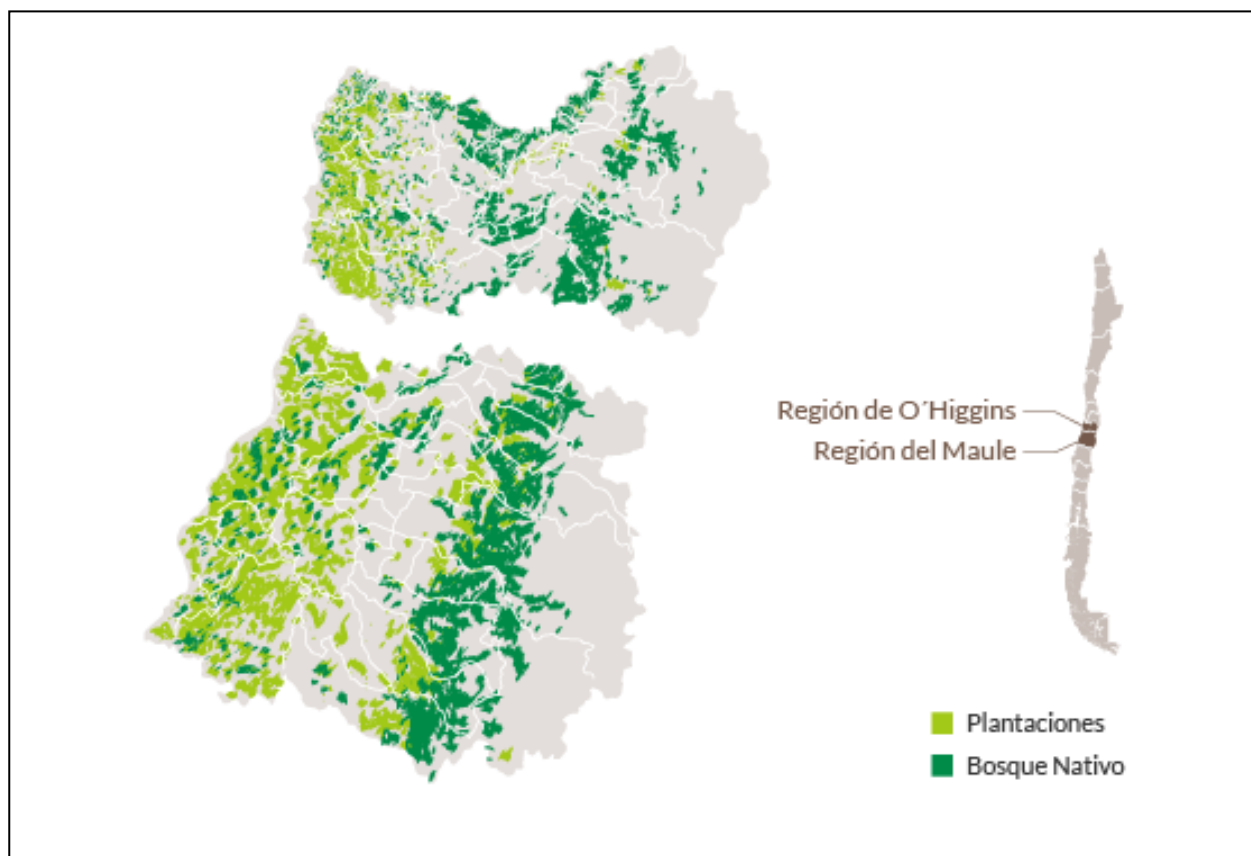 Región de O´Higgins
Región del Maule
Plantaciones
Bosque Nativo